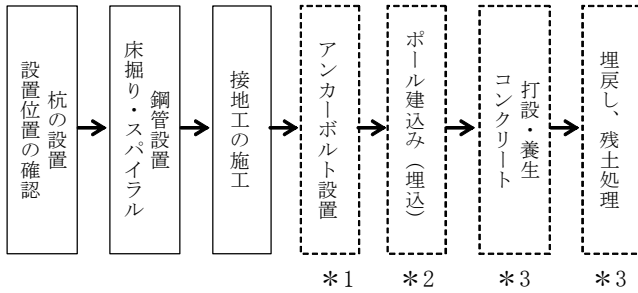 設置位置の確認
杭の設置
床掘り・スパイラル
鋼管設置
接地工の施工
アンカーボルト設置
ポール建込み（埋込）
コンクリート
打設・養生
埋戻し、残土処理
＊1
＊2
＊3
＊3